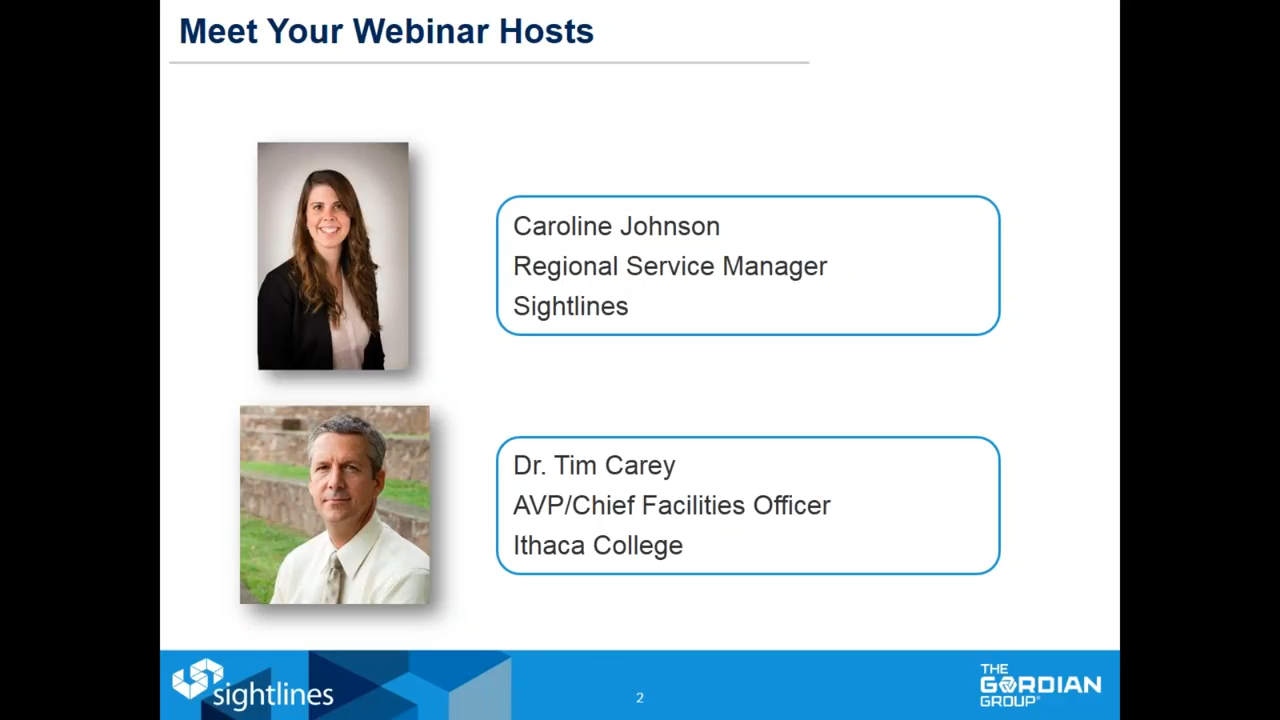 Meet Your Webinar Hosts
Caroline Johnson
Regional Service Manager
Sightlines
Dr. Tim Carey
AVP/Chief Facilities Officer
Ithaca College
sightlines
2
THE
GORDIAN
GROUP®